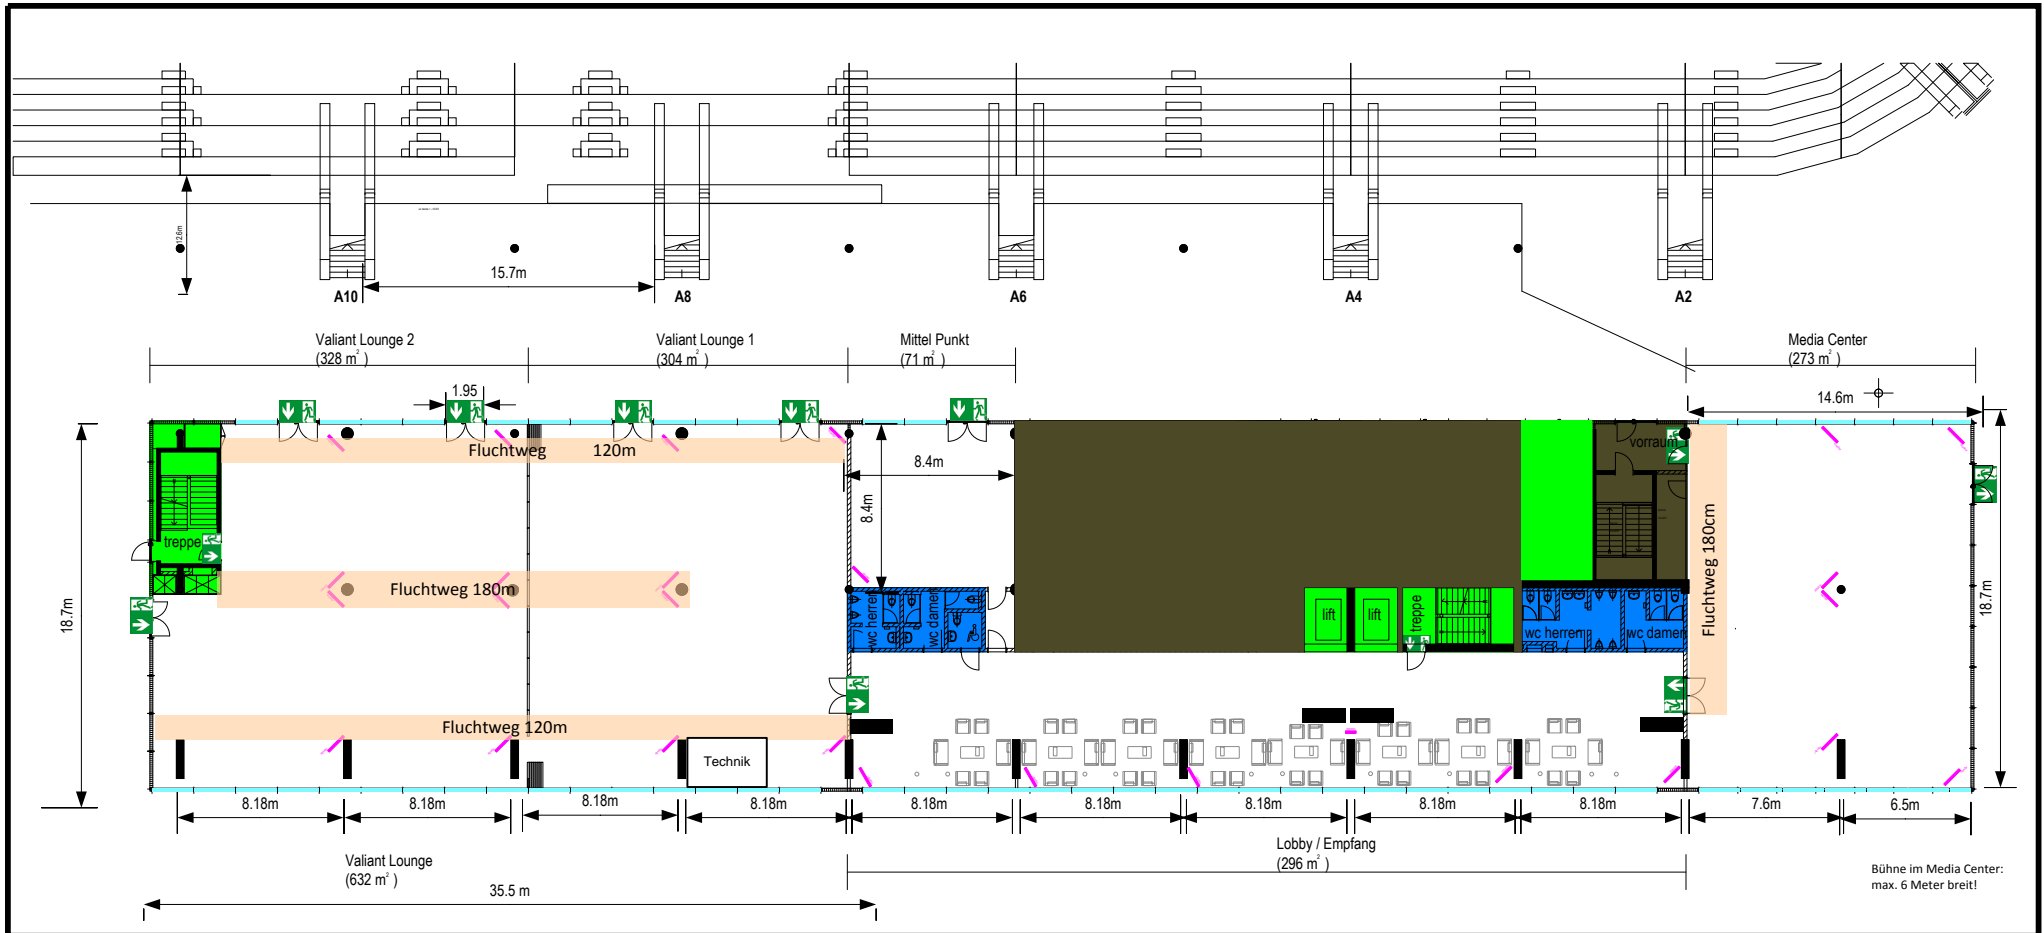 12.6m
15.7m
A10
A8
A6
A4
A2
Valiant Lounge 2
(328 m²)
Valiant Lounge 1
(304 m²)
Mittel Punkt
(71 m²)
Media Center
(273 m²)
1.95
14.6m
Fluchtweg 120m
vorraum
8.4m
8.4m
treppe
Fluchtweg 180m
Fluchtweg 180cm
18.7m
18.7m
wc herren
wc damen
lift
lift
treppe
wc herren
wc damen
Fluchtweg 120m
Technik
8.18m
8.18m
8.18m
8.18m
8.18m
8.18m
8.18m
8.18m
8.18m
7.6m
6.5m
Valiant Lounge
(632 m²)
35.5 m
Lobby / Empfang
(296 m²)
Bühne im Media Center:
max. 6 Meter breit!